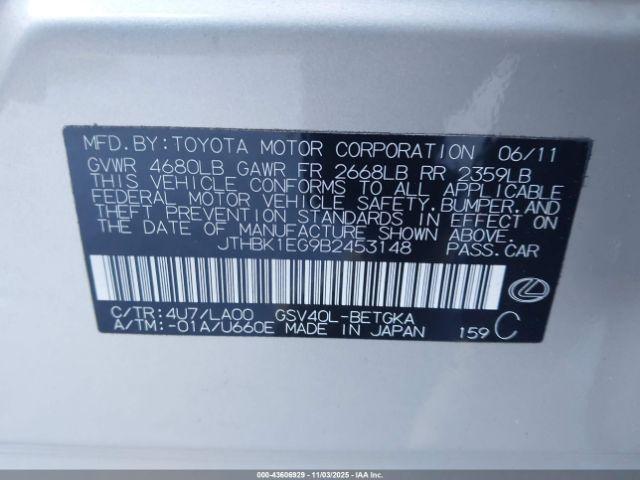 MFD. BY: TOYOTA MOTOR CORPORATION 06/11
GVWR 4680LB GAWR FR 2668LB RR 2359LB
THIS VEHICLE CONFORMS TO ALL APPLICABLE
FEDERAL MOTOR VEHICLE SAFETY, BUMPER, AND
THEFT PREVENTION STANDARDS IN EFFECT ON
THE DATE OF MANUFACTURE SHOWN ABOVE.
JTHBK1EG9B2453148 PASS. CAR
C/TR: 4U7/LA00 GSV40L-BETGKA
A/TM: -01A/U660E MADE IN JAPAN 159 C
000-43606929 - 11/03/2025 - IAAI.COM